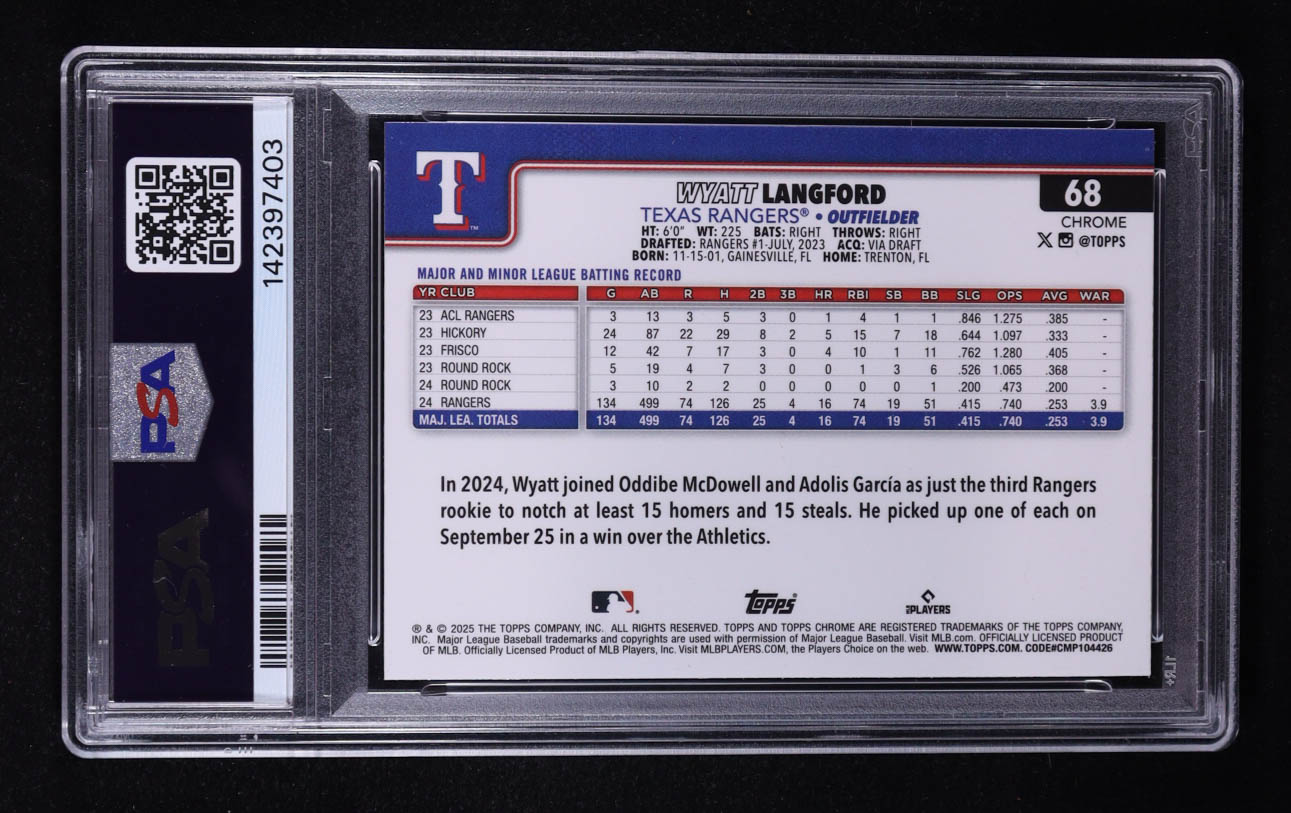 142397403
PSA
PSA
PSA
T
TM
WYATT LANGFORD
68
TEXAS RANGERS® • OUTFIELDER
CHROME
HT: 6'0" WT: 225 BATS: RIGHT THROWS: RIGHT
@TOPPS
DRAFTED: RANGERS #1-JULY, 2023 ACQ: VIA DRAFT
BORN: 11-15-01, GAINESVILLE, FL HOME: TRENTON, FL
MAJOR AND MINOR LEAGUE BATTING RECORD
YR CLUB G AB R H 2B 3B HR RBI SB BB SLG OPS AVG WAR
23 ACL RANGERS 3 13 3 5 3 0 1 4 1 1 .846 1.275 .385 -
23 HICKORY 24 87 22 29 8 2 5 15 7 18 .644 1.097 .333 -
23 FRISCO 12 42 7 17 3 0 4 10 1 11 .762 1.280 .405 -
23 ROUND ROCK 5 19 4 7 3 0 0 1 3 6 .526 1.065 .368 -
24 ROUND ROCK 3 10 2 2 0 0 0 0 0 1 .200 .473 .200 -
24 RANGERS 134 499 74 126 25 4 16 74 19 51 .415 .740 .253 3.9
MAJ. LEA. TOTALS 134 499 74 126 25 4 16 74 19 51 .415 .740 .253 3.9
In 2024, Wyatt joined Oddibe McDowell and Adolis García as just the third Rangers
rookie to notch at least 15 homers and 15 steals. He picked up one of each on
September 25 in a win over the Athletics.
Topps®
PLAYERS
® & © 2025 THE TOPPS COMPANY, INC. ALL RIGHTS RESERVED. TOPPS AND TOPPS CHROME ARE REGISTERED TRADEMARKS OF THE TOPPS COMPANY,
INC. Major League Baseball trademarks and copyrights are used with permission of Major League Baseball. Visit MLB.com. OFFICIALLY LICENSED PRODUCT
OF MLB. Officially Licensed Product of MLB Players, Inc. Visit MLBPLAYERS.COM, the Players Choice on the web. WWW.TOPPS.COM. CODE#CMP104426